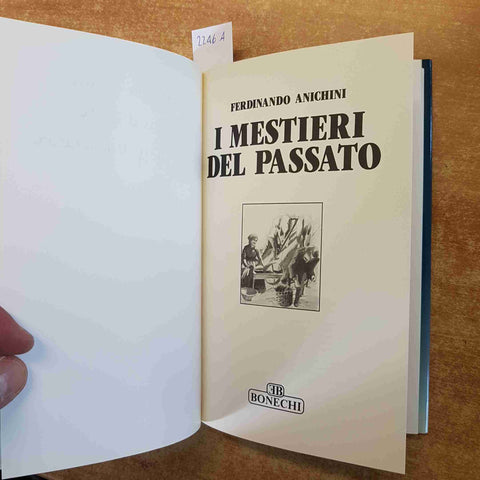 2246 A
FERDINANDO ANICHINI
I MESTIERI
DEL PASSATO
BONECHI